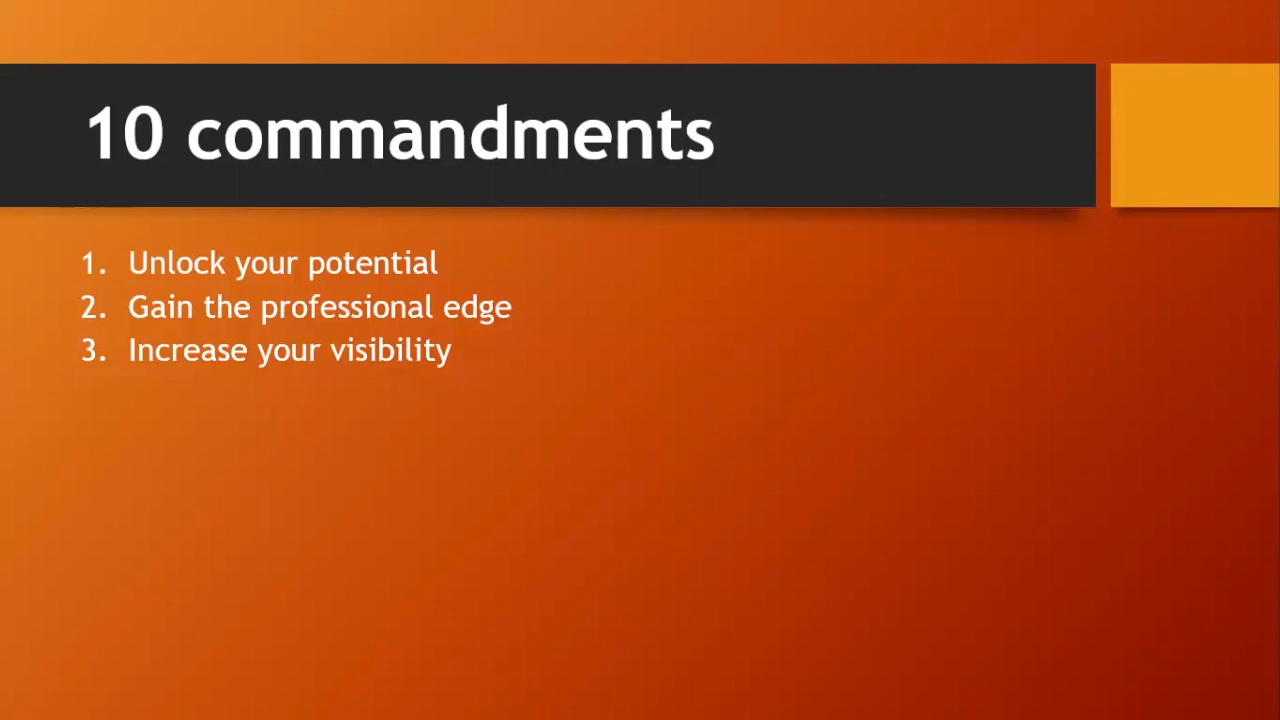 10 commandments
1. Unlock your potential
2. Gain the professional edge
3. Increase your visibility